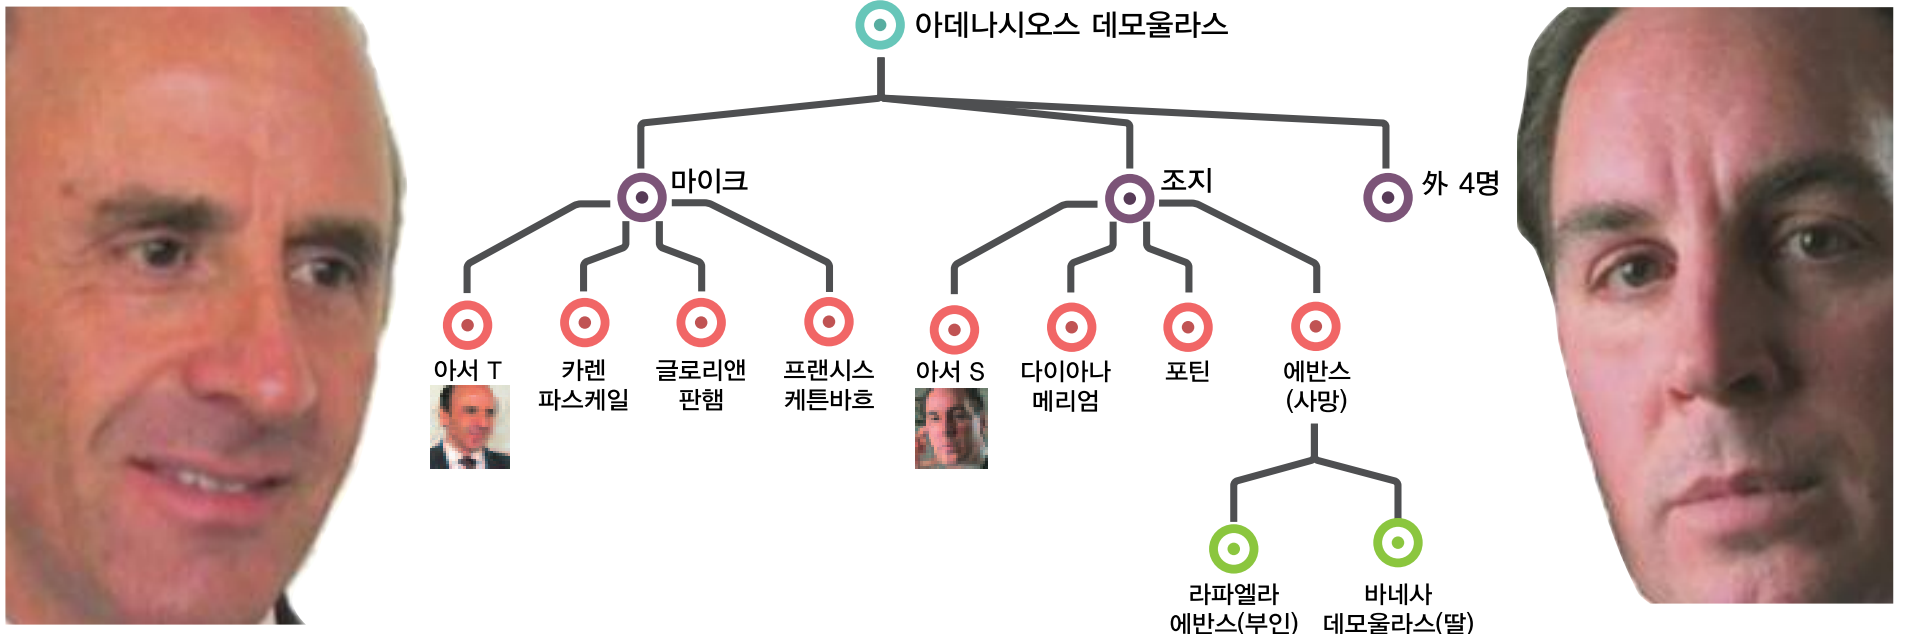 아데나시오스 데모울라스
마이크
조지
外 4명
아서 T
카렌
파스케일
글로리앤
판햄
프랜시스
케튼바흐
아서 S
다이아나
메리엄
포틴
에반스
(사망)
라파엘라
에반스(부인)
바네사
데모울라스(딸)